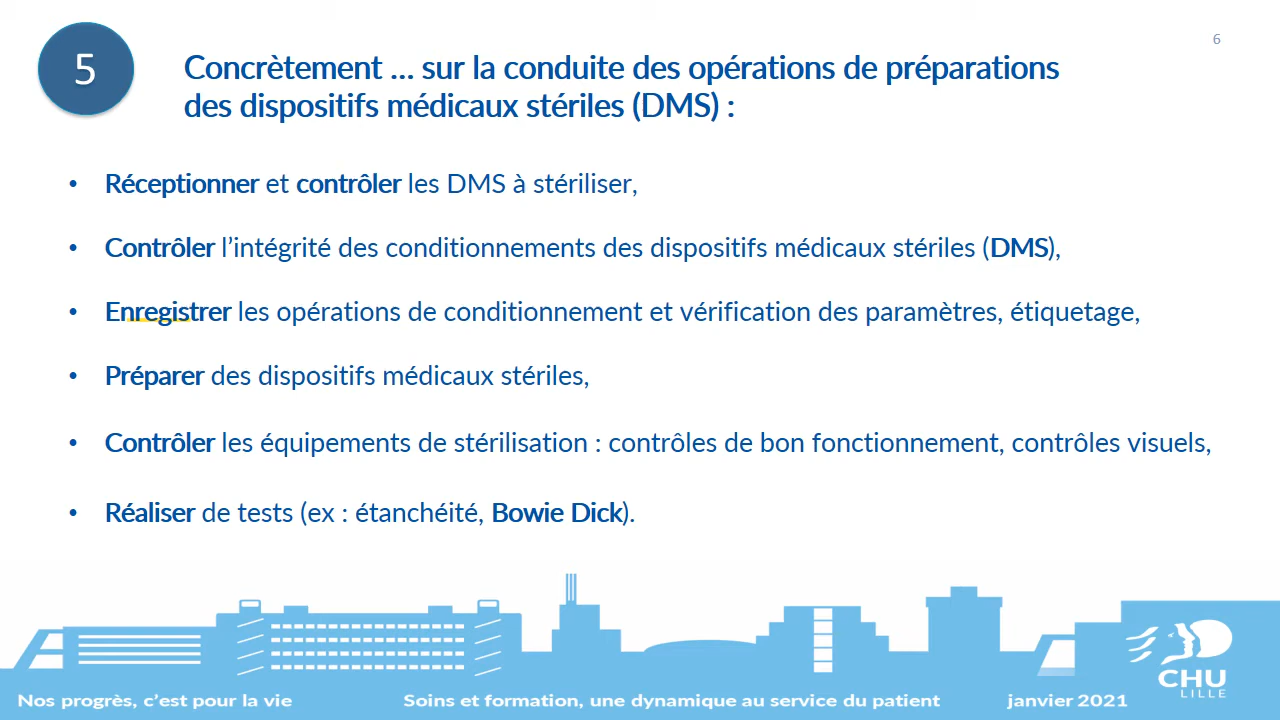 5
6
Concrètement ... sur la conduite des opérations de préparations
des dispositifs médicaux stériles (DMS) :
• Réceptionner et contrôler les DMS à stériliser,
• Contrôler l’intégrité des conditionnements des dispositifs médicaux stériles (DMS),
• Enregistrer les opérations de conditionnement et vérification des paramètres, étiquetage,
• Préparer des dispositifs médicaux stériles,
• Contrôler les équipements de stérilisation : contrôles de bon fonctionnement, contrôles visuels,
• Réaliser de tests (ex : étanchéité, Bowie Dick).
CHU
LILLE
Nos progrès, c’est pour la vie
Soins et formation, une dynamique au service du patient
janvier 2021